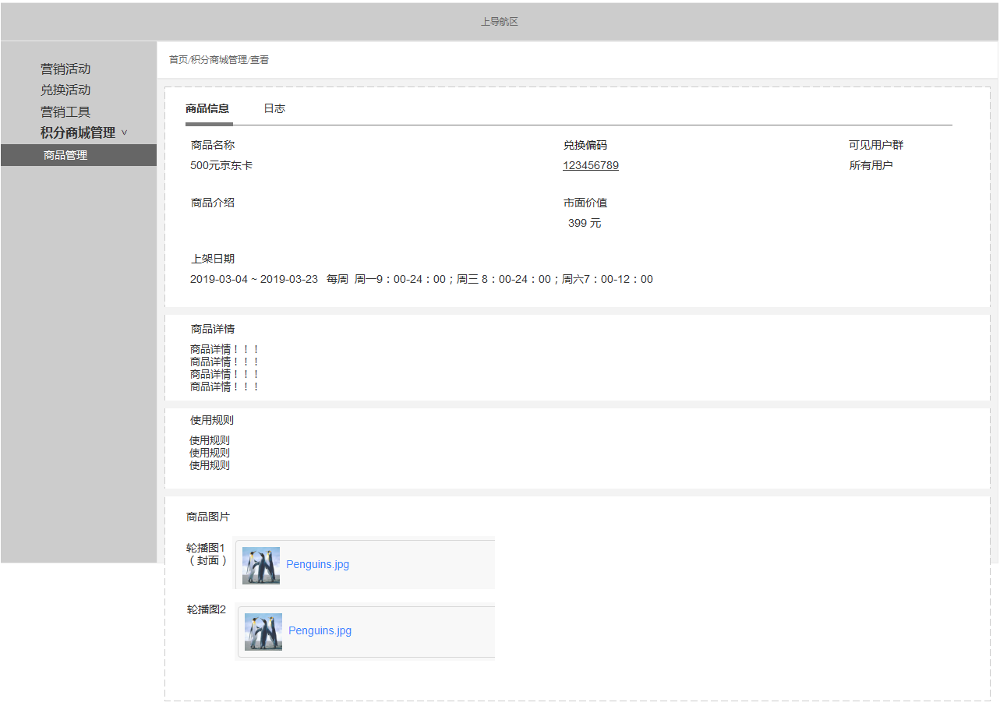 上导航区
营销活动
兑换活动
营销工具
积分商城管理 ∨
商品管理
首页/积分商城管理/查看
商品信息 日志
商品名称 兑换偏码 可见用户群
500元京东卡 123456789 所有用户
商品介绍 市面价值
399 元
上架日期
2019-03-04 ~ 2019-03-23 每周 周一9：00-24：00；周三 8：00-24：00；周六7：00-12：00
商品详情
商品详情！！！
商品详情！！！
商品详情！！！
商品详情！！！
使用规则
使用规则
使用规则
使用规则
商品图片
轮播图1
（封面）
Penguins.jpg
轮播图2
Penguins.jpg